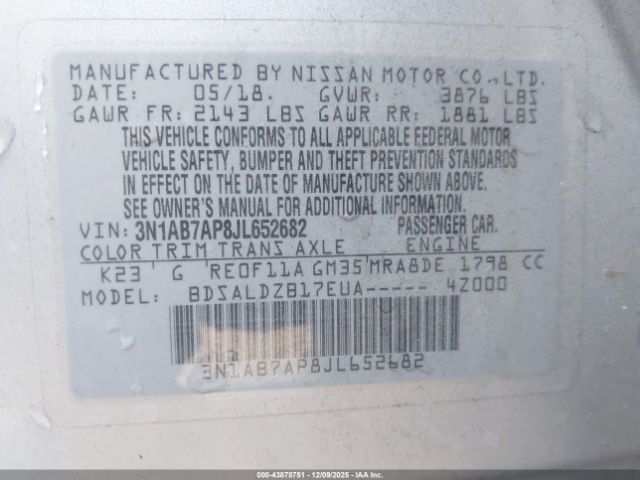 MANUFACTURED BY NISSAN MOTOR CO., LTD.
DATE: 05/18. GVWR: 3876 LBS
GAWR FR: 2143 LBS GAWR RR: 1881 LBS
THIS VEHICLE CONFORMS TO ALL APPLICABLE FEDERAL MOTOR
VEHICLE SAFETY, BUMPER AND THEFT PREVENTION STANDARDS
IN EFFECT ON THE DATE OF MANUFACTURE SHOWN ABOVE.
SEE OWNER'S MANUAL FOR ADDITIONAL INFORMATION.
VIN: 3N1AB7AP8JL652682 PASSENGER CAR.
COLOR TRIM TRANS AXLE ENGINE
K23 G RE0F11A GM35 MRA8DE 1798 CC
MODEL: BDSALDZB17EUA----- 4Z000
3N1AB7AP8JL652682
000-43878751 - 12/09/2025 - IAA Inc.